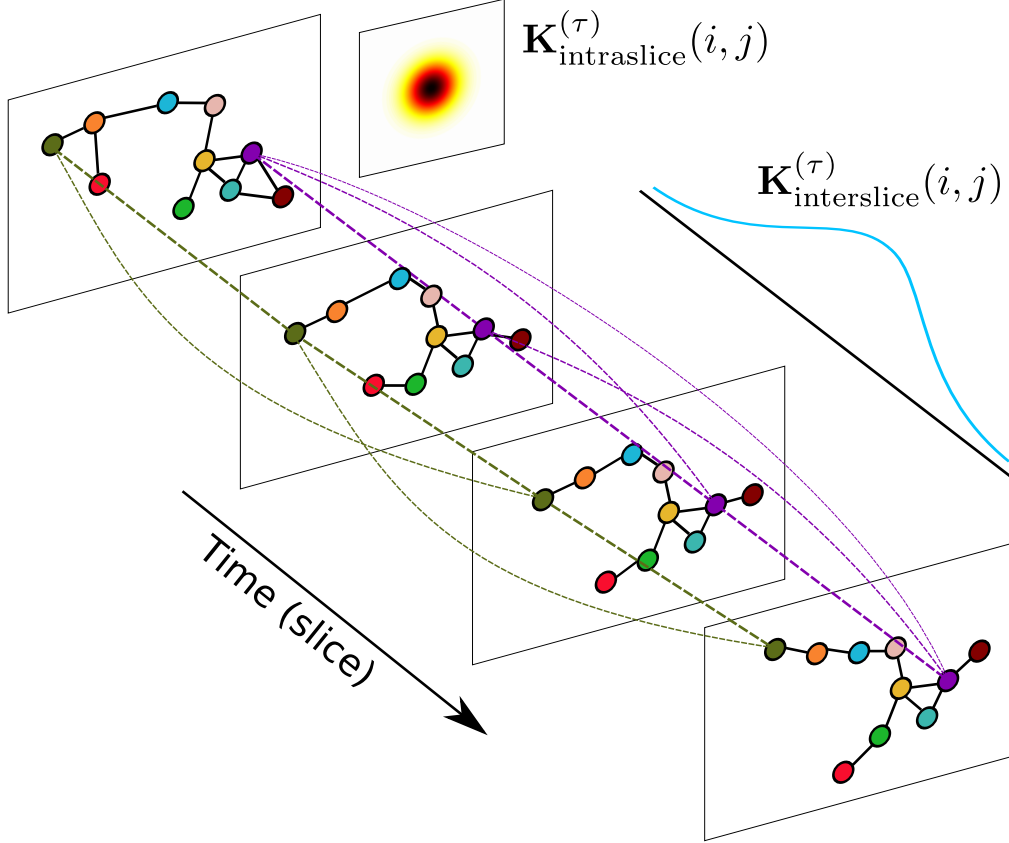 K^{(τ)}_{intraslice}(i, j)
K^{(τ)}_{interslice}(i, j)
Time (slice)